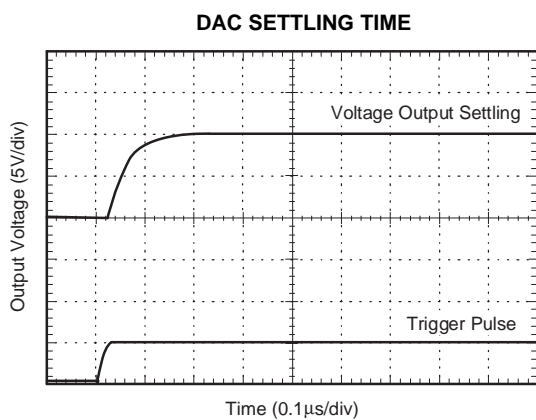 DAC SETTLING TIME
Voltage Output Settling
Output Voltage (5V/div)
Trigger Pulse
Time (0.1µs/div)